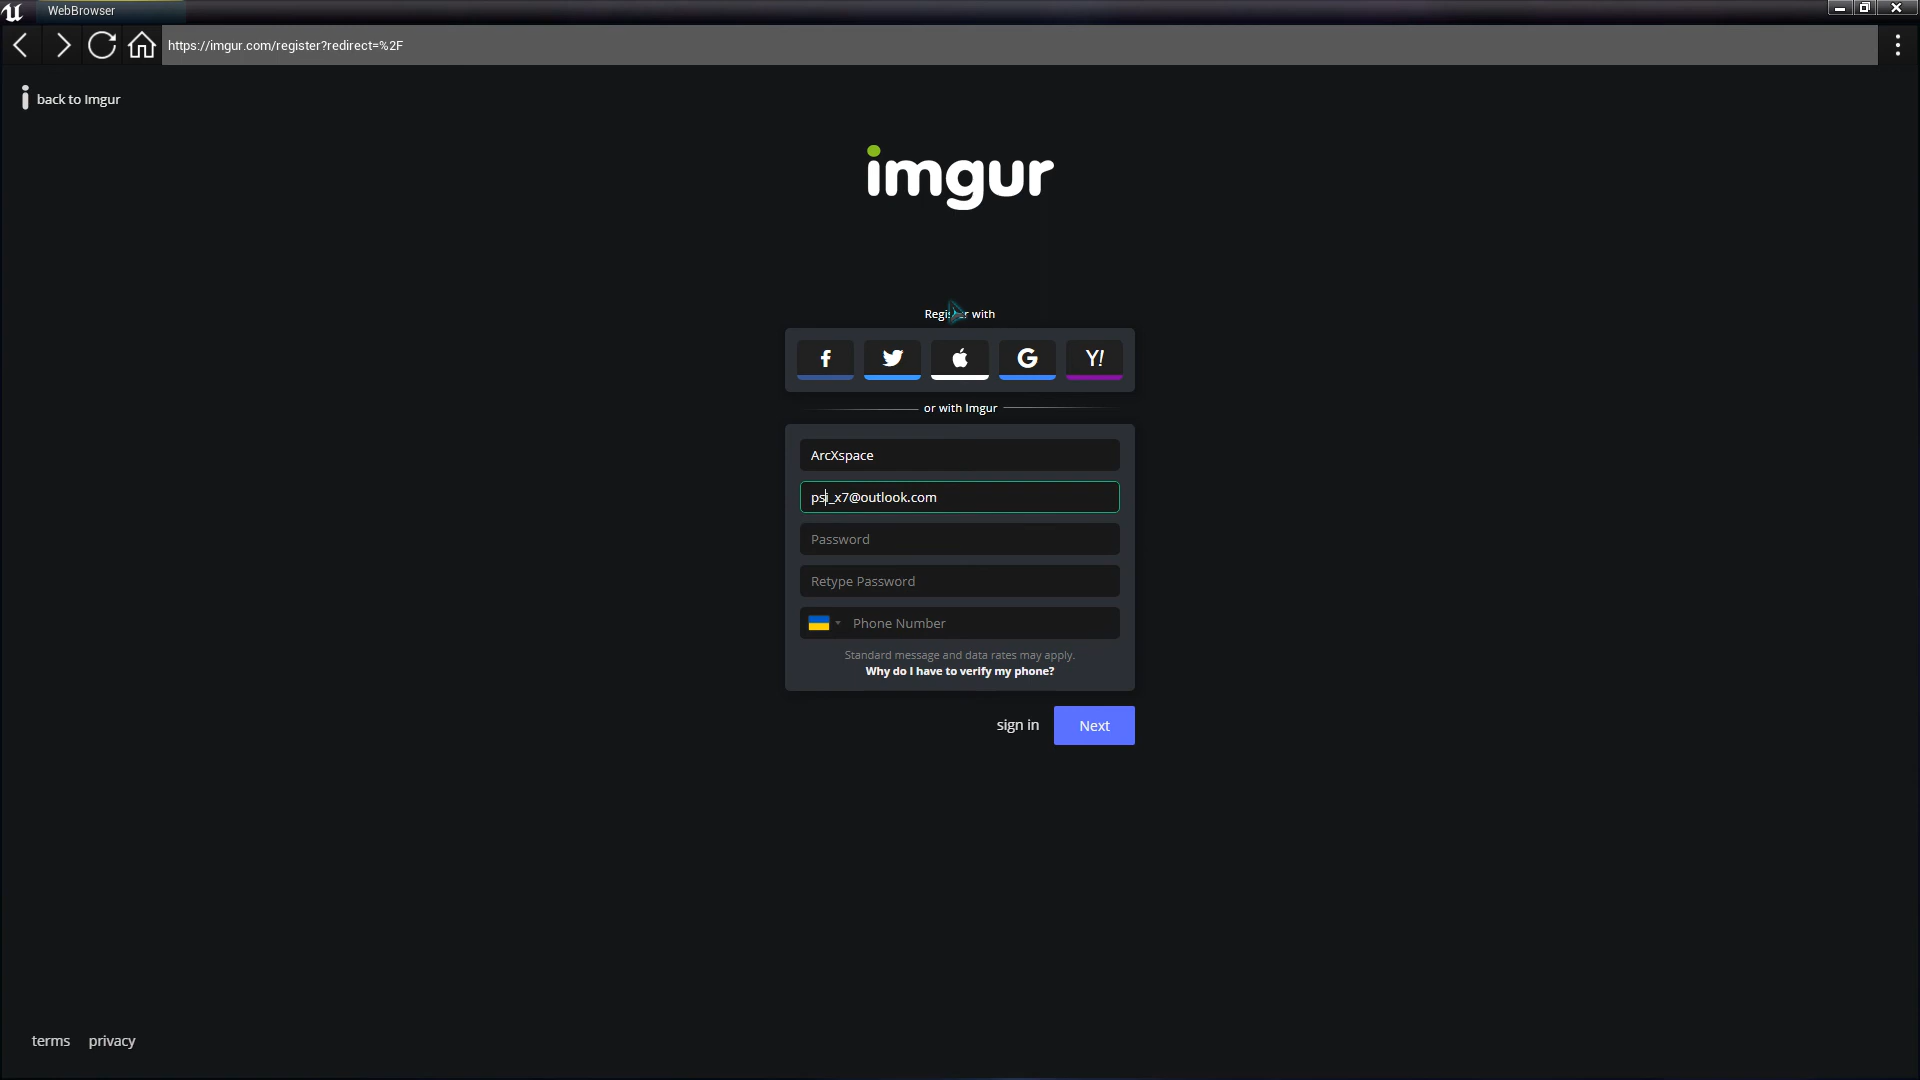 WebBrowser
https://imgur.com/register?redirect=%2F
back to Imgur
imgur
Register with
Y!
or with Imgur
ArcXspace
psi_x7@outlook.com
Password
Retype Password
Phone Number
Standard message and data rates may apply.
Why do I have to verify my phone?
sign in
Next
terms
privacy